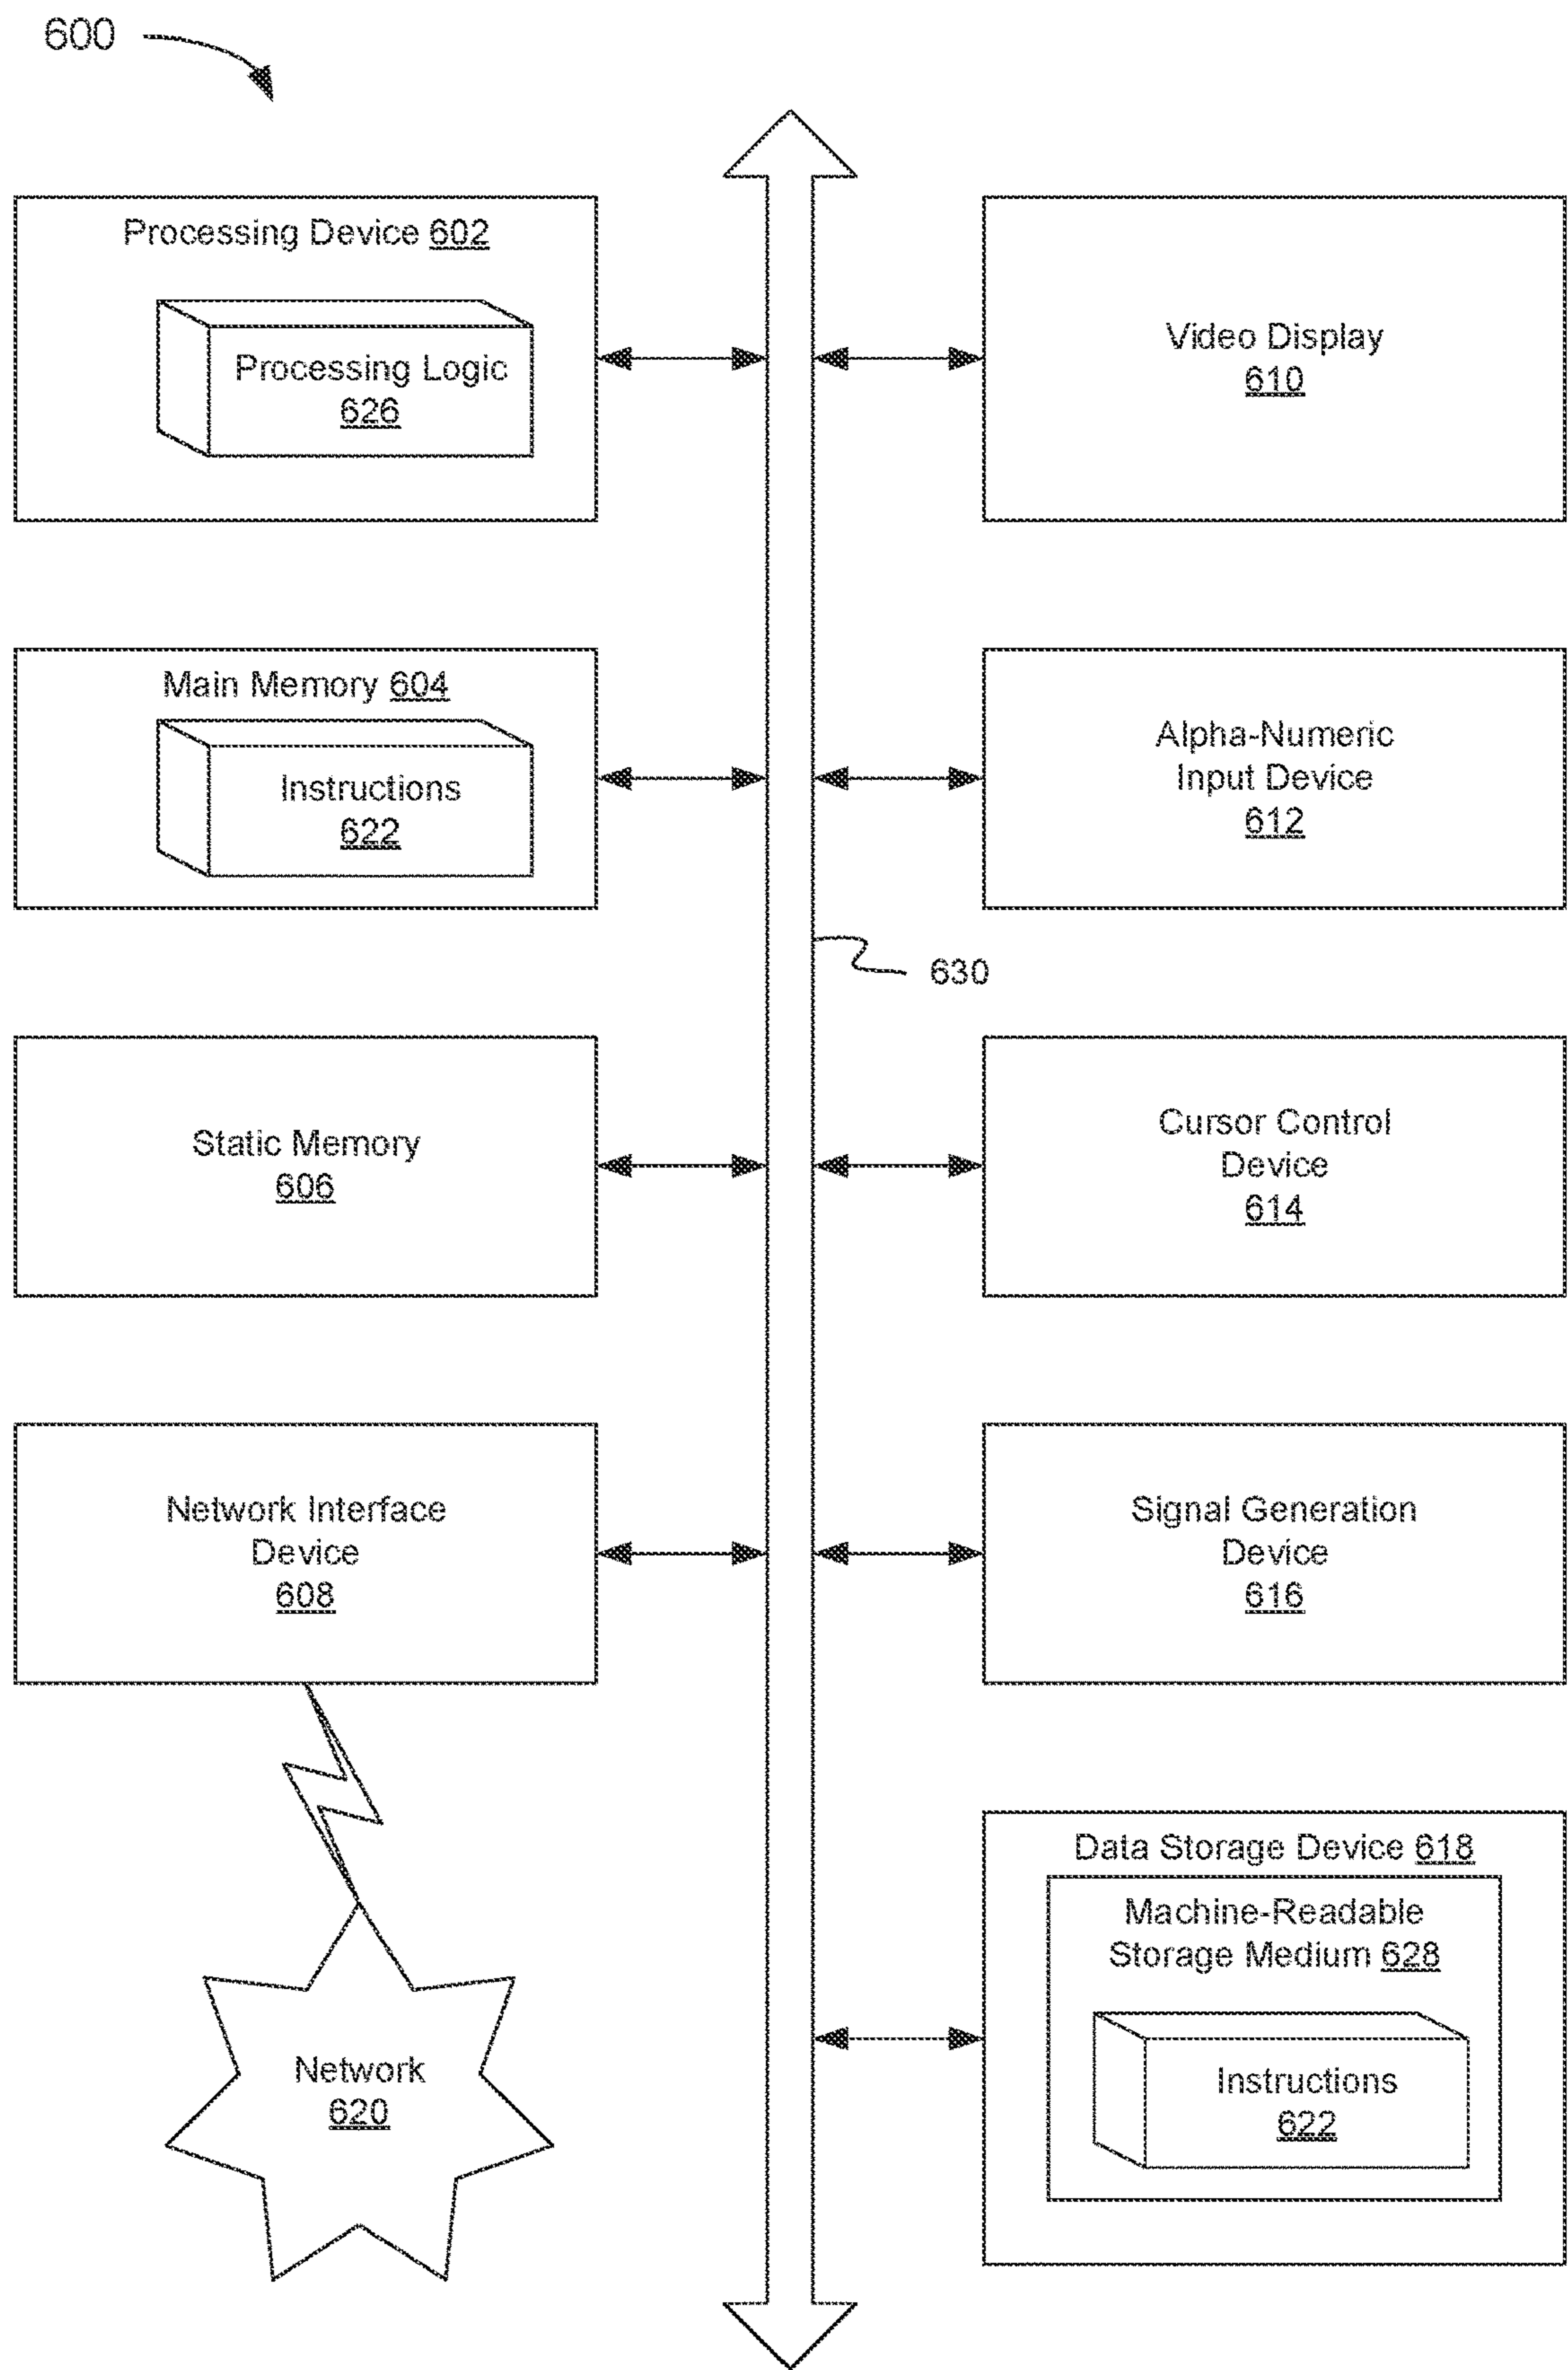 600
Processing Device 602
Processing Logic
626
Video Display
610
Main Memory 604
Instructions
622
Alpha-Numeric
Input Device
612
630
Static Memory
606
Cursor Control
Device
614
Network Interface
Device
608
Signal Generation
Device
616
Data Storage Device 618
Machine-Readable
Storage Medium 628
Instructions
622
Network
620